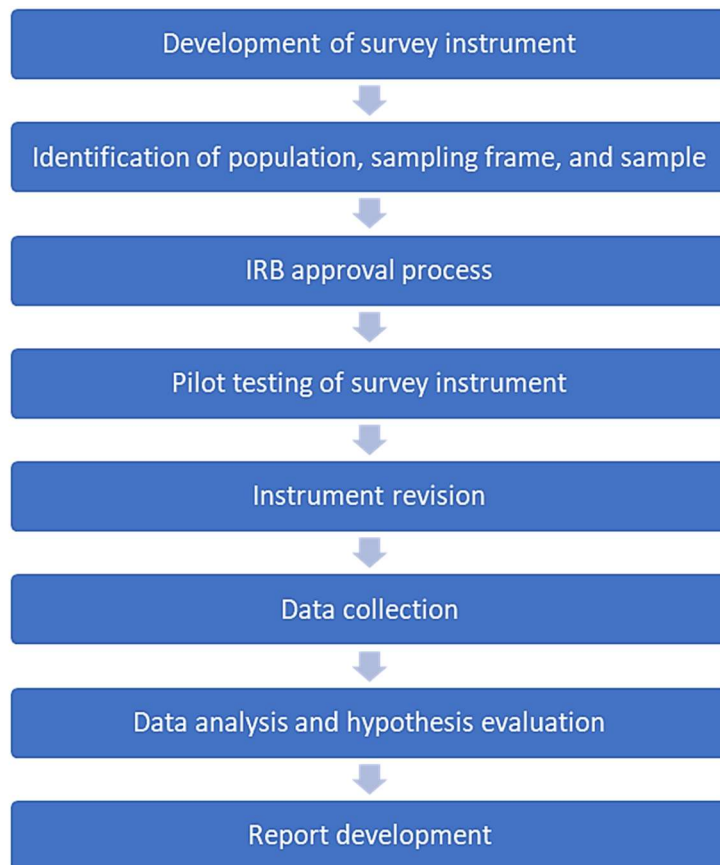 Development of survey instrument
Identification of population, sampling frame, and sample
IRB approval process
Pilot testing of survey instrument
Instrument revision
Data collection
Data analysis and hypothesis evaluation
Report development